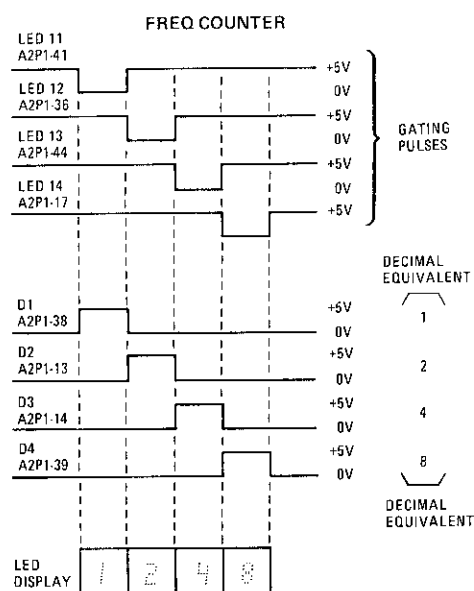 FREQ COUNTER
LED 11
A2P1-41
+5V
LED 12
0V
A2P1-36
+5V
LED 13
0V
A2P1-44
+5V
LED 14
0V
A2P1-17
+5V
GATING
PULSES
DECIMAL
EQUIVALENT
D1
+5V
A2P1-38
0V
1
D2
+5V
A2P1-13
0V
2
D3
+5V
A2P1-14
0V
4
D4
+5V
A2P1-39
0V
8
DECIMAL
EQUIVALENT
LED
DISPLAY
1 2 4 8